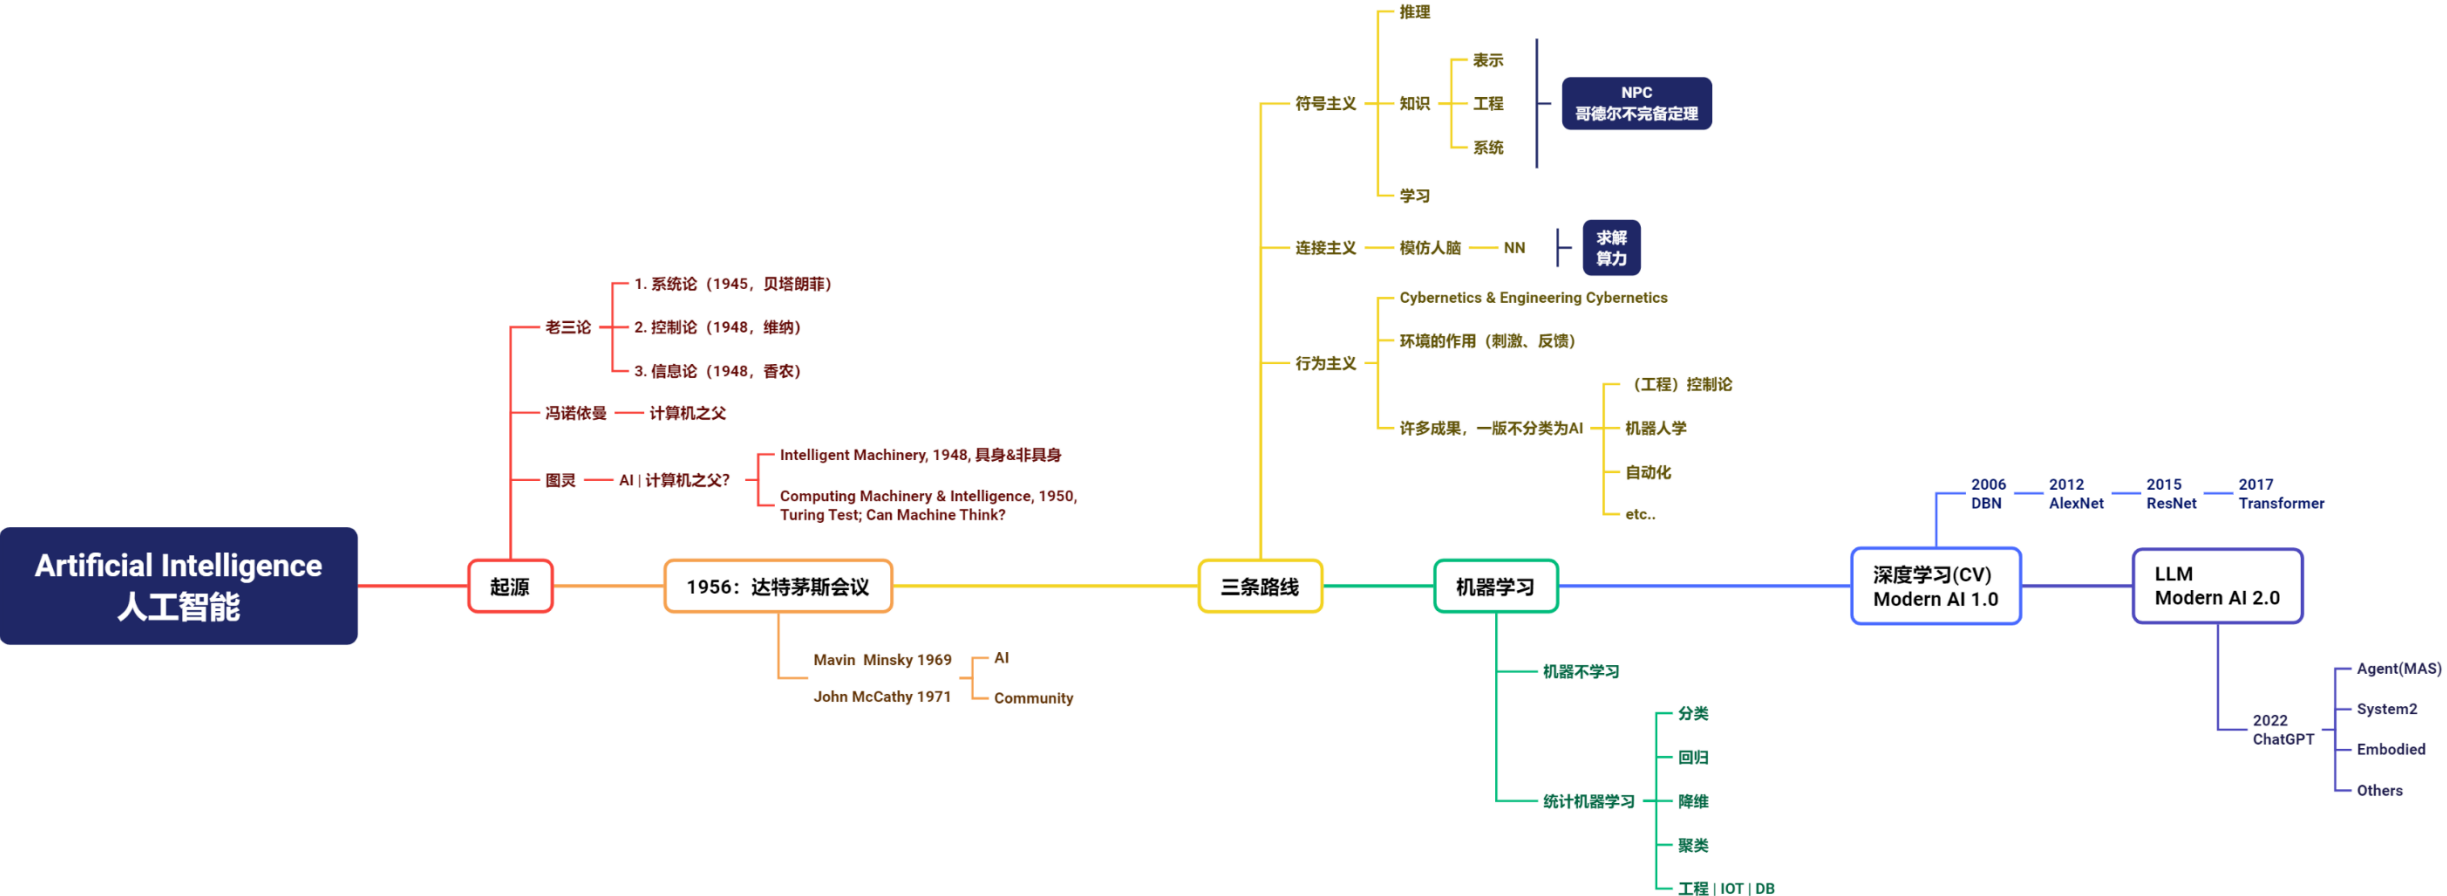 Artificial Intelligence
人工智能
起源
老三论
1. 系统论（1945，贝塔朗菲）
2. 控制论（1948，维纳）
3. 信息论（1948，香农）
冯诺依曼
计算机之父
图灵
AI | 计算机之父？
Intelligent Machinery, 1948, 具身&非具身
Computing Machinery & Intelligence, 1950,
Turing Test; Can Machine Think?
1956：达特茅斯会议
Mavin  Minsky 1969
John McCathy 1971
AI
Community
三条路线
符号主义
推理
知识
表示
工程
系统
学习
NPC
哥德尔不完备定理
连接主义
模仿人脑
NN
求解
算力
行为主义
Cybernetics & Engineering Cybernetics
环境的作用（刺激、反馈）
许多成果，一版不分类为AI
（工程）控制论
机器人学
自动化
etc..
机器学习
机器不学习
统计机器学习
分类
回归
降维
聚类
工程 | IOT | DB
深度学习(CV)
Modern AI 1.0
2006
DBN
2012
AlexNet
2015
ResNet
2017
Transformer
LLM
Modern AI 2.0
2022
ChatGPT
Agent(MAS)
System2
Embodied
Others